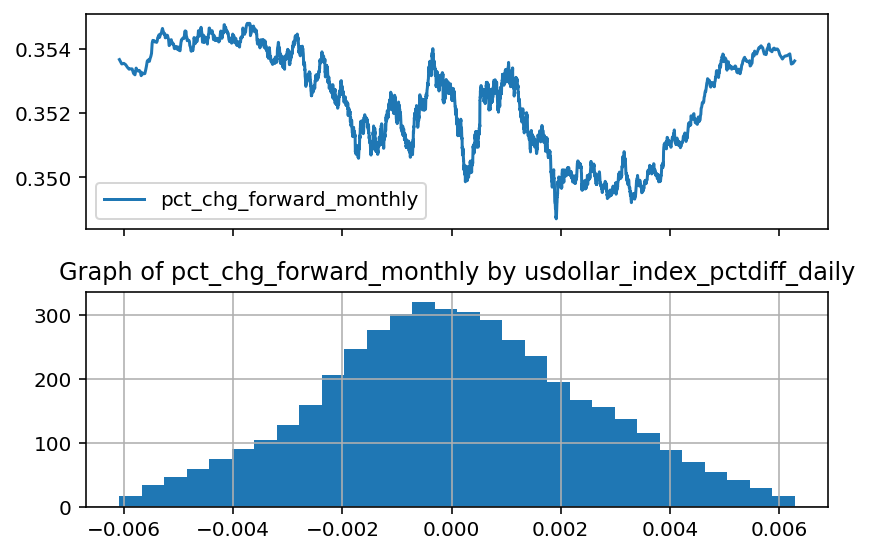 0.354
0.352
0.350
pct_chg_forward_monthly
Graph of pct_chg_forward_monthly by usdollar_index_pctdiff_daily
300
200
100
0
−0.006 −0.004 −0.002 0.000 0.002 0.004 0.006